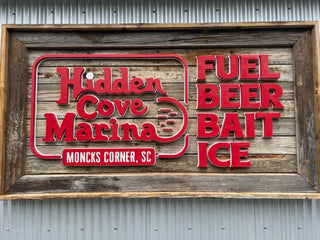 Hidden
Cove
Marina
MONCKS CORNER, SC
FUEL
BEER
BAIT
ICE